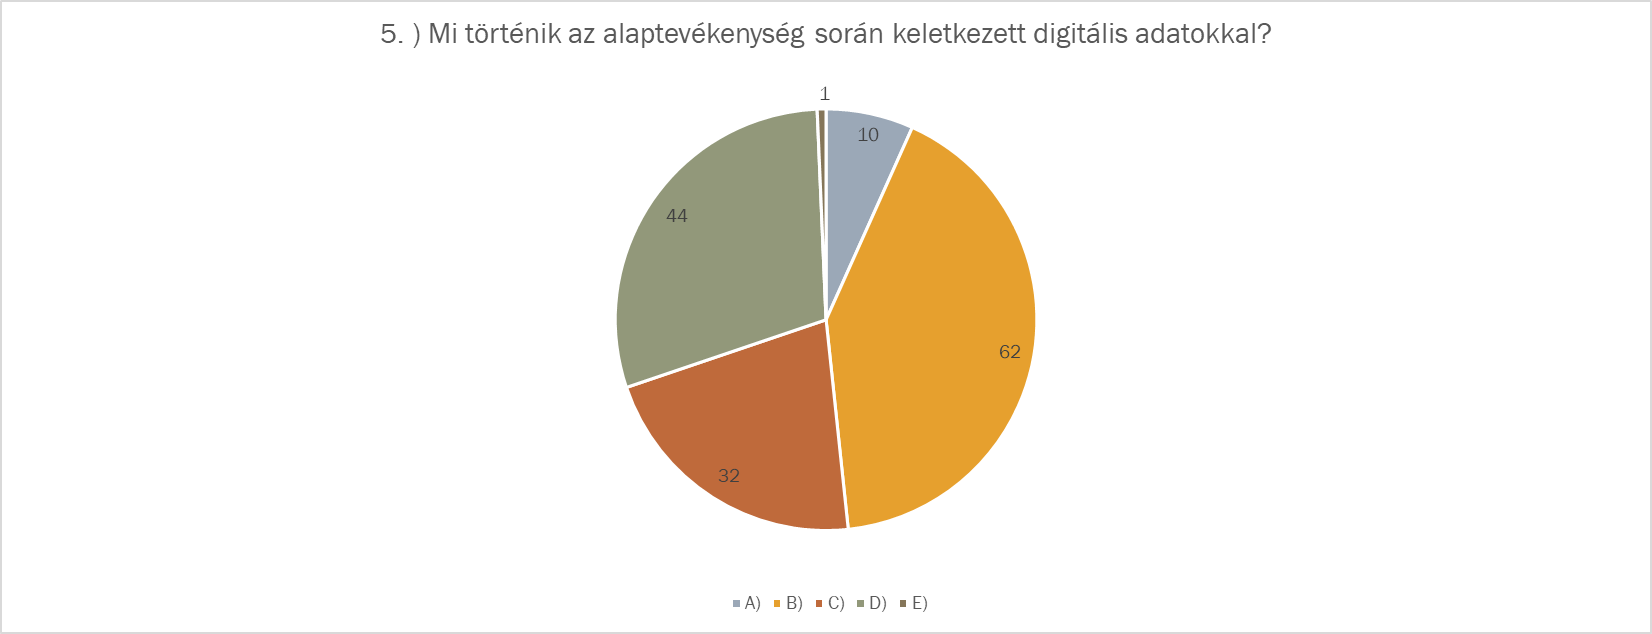 5. ) Mi történik az alaptevékenység során keletkezett digitális adatokkal?
1
10
44
62
32
A) B) C) D) E)